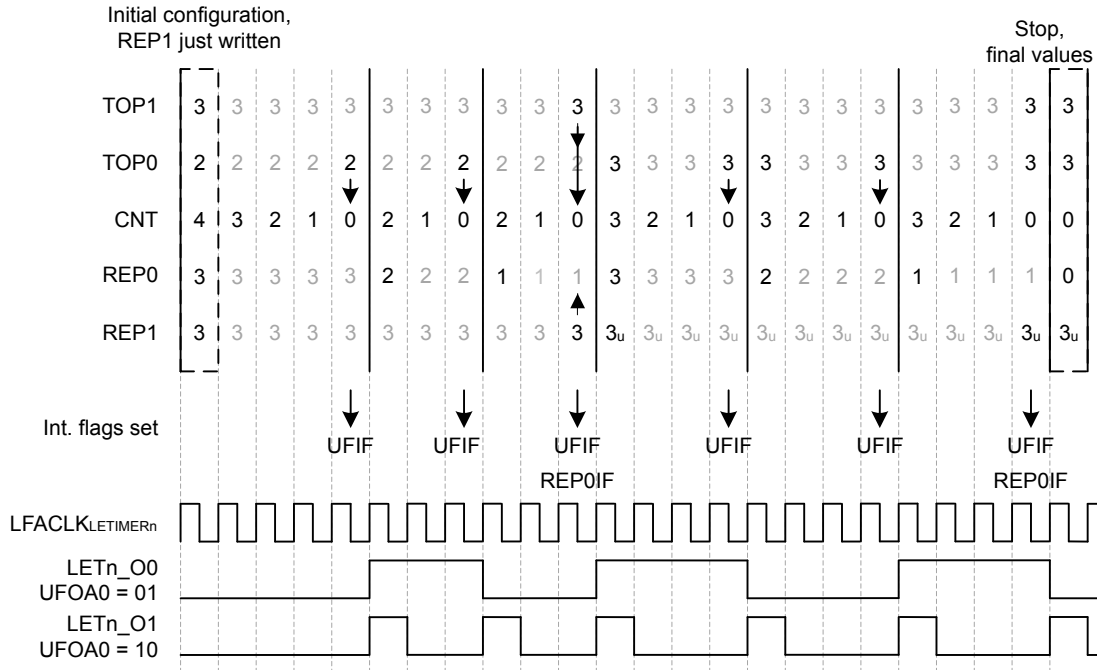 Initial configuration,
REP1 just written
Stop,
final values
TOP1 3 3 3 3 3 3 3 3 3 3 3 3 3 3 3 3 3 3 3 3 3 3 3 3
TOP0 2 2 2 2 2 2 2 2 2 2 2 3 3 3 3 3 3 3 3 3 3 3 3 3
CNT 4 3 2 1 0 2 1 0 2 1 0 3 2 1 0 3 2 1 0 3 2 1 0 0
REP0 3 3 3 3 3 2 2 2 1 1 1 3 3 3 3 2 2 2 2 1 1 1 1 0
REP1 3 3 3 3 3 3 3 3 3 3 3 3u 3u 3u 3u 3u 3u 3u 3u 3u 3u 3u 3u 3u
Int. flags set
UFIF UFIF UFIF UFIF UFIF UFIF
REP0IF REP0IF
LFACLKLETIMERn
LETn_O0
UFOA0 = 01
LETn_O1
UFOA0 = 10